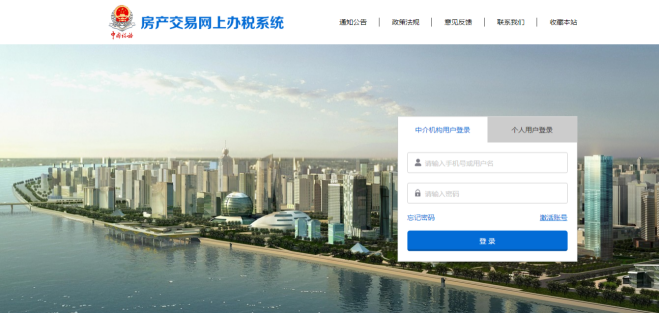 房产交易网上办税系统
中国税务
通知公告 | 政策法规 | 意见反馈 | 联系我们 | 收藏本站
中介机构用户登录 个人用户登录
请输入手机号或用户名
请输入密码
忘记密码 激活账号
登 录